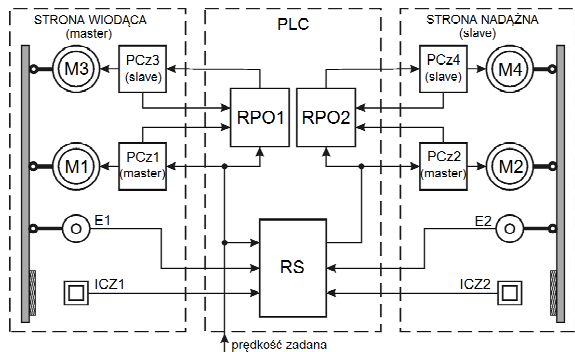 STRONA WIODĄCA
(master)
PLC
STRONA NADĄŻNA
(slave)
M3
PCz3
(slave)
RPO1
RPO2
PCz4
(slave)
M4
M1
PCz1
(master)
PCz2
(master)
M2
E1
RS
E2
ICZ1
ICZ2
prędkość zadana